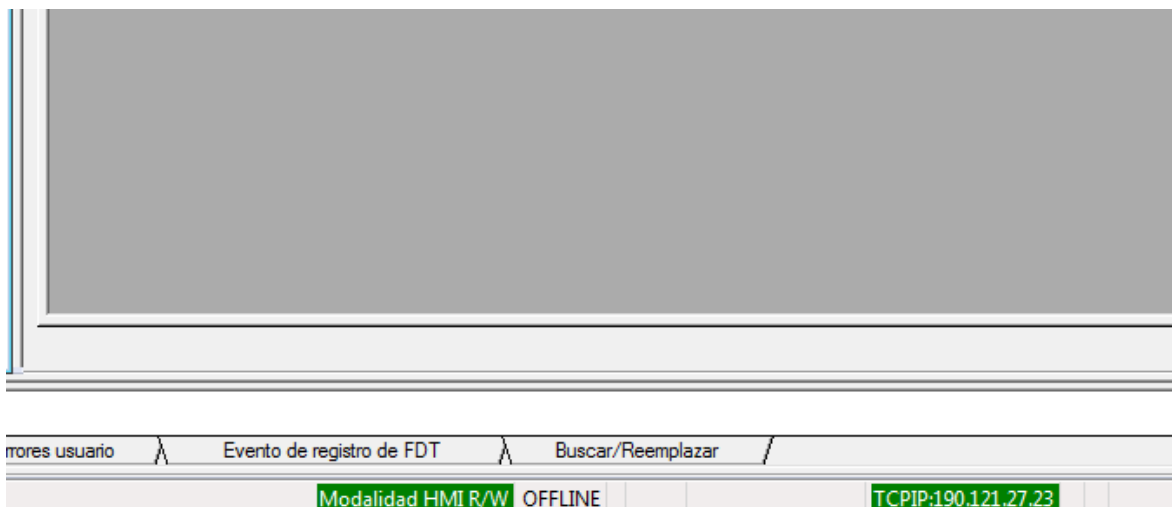 rrores usuario Evento de registro de FDT Buscar/Reemplazar
Modalidad HMI R/W OFFLINE TCPIP:190.121.27.23